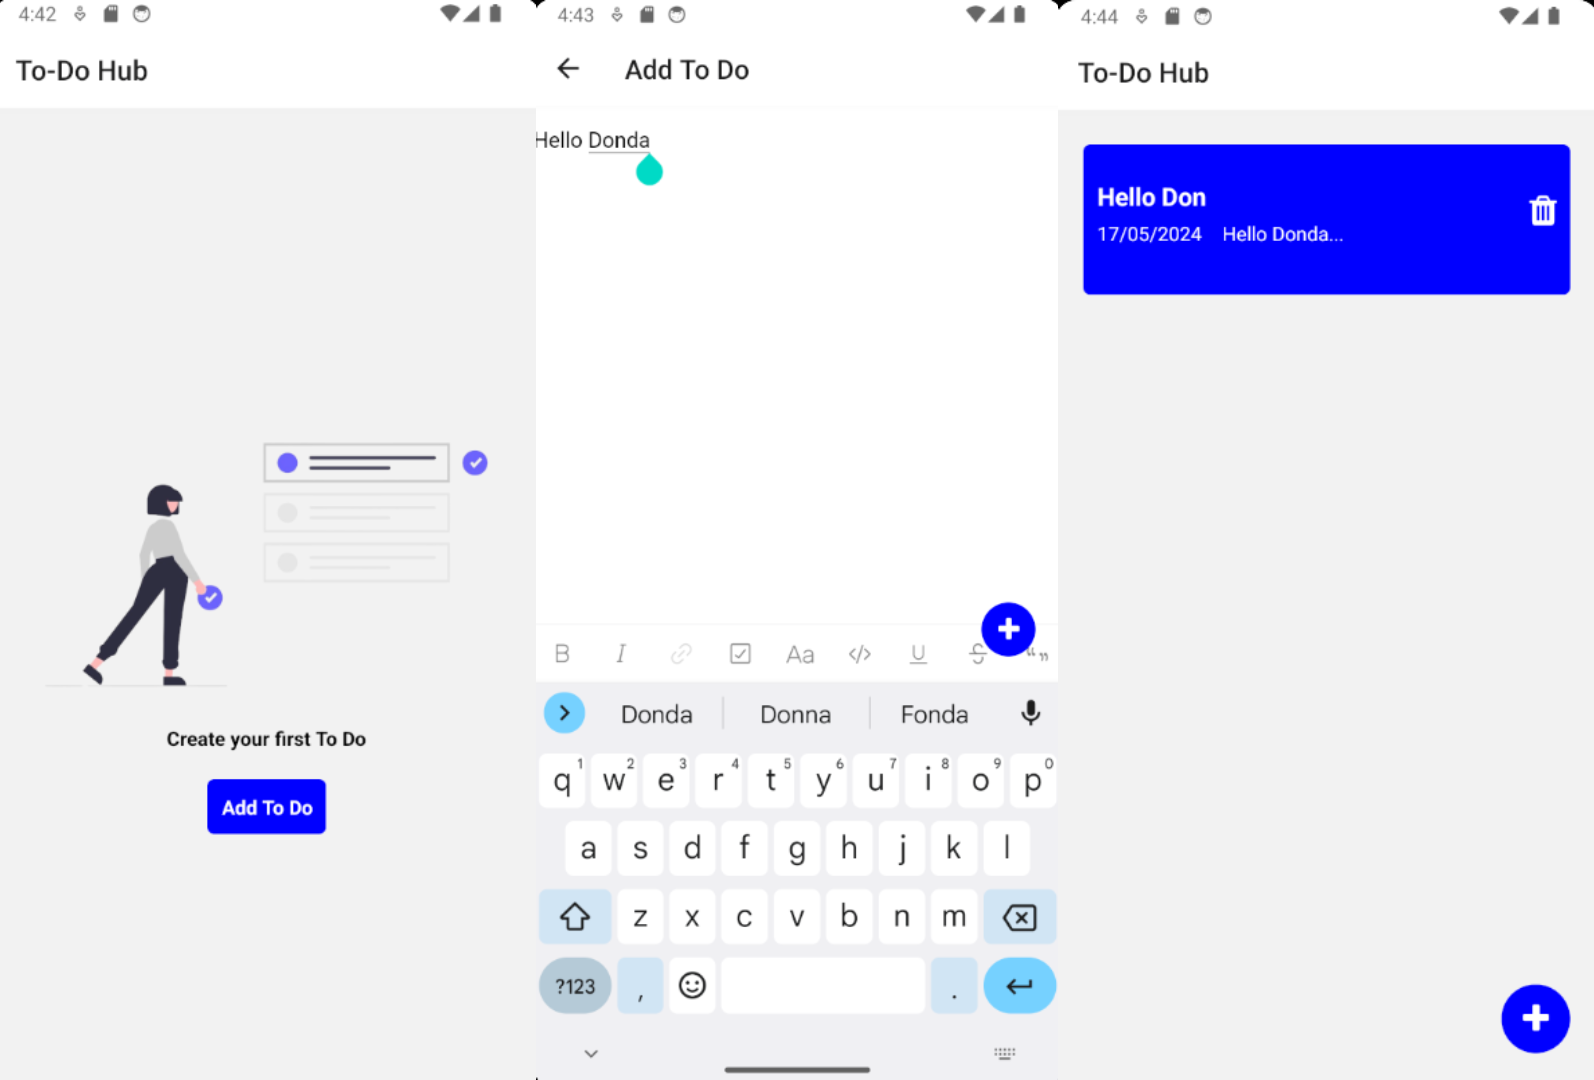 4:42
To-Do Hub
Create your first To Do
Add To Do
4:43
Add To Do
Hello Donda
B I Aa </> U S “ ”
Donda Donna Fonda
q1 w2 e3 r4 t5 y6 u7 i8 o9 p0
a s d f g h j k l
z x c v b n m
?123 , .
4:44
To-Do Hub
Hello Don
17/05/2024 Hello Donda...